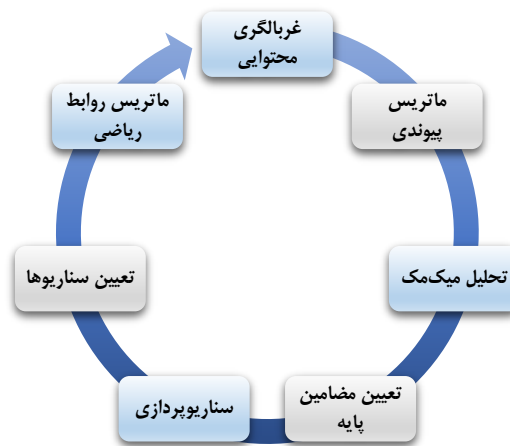 غربالگری
محتوایی
ماتریس
پیوندی
تحلیل میک‌مک
تعیین مضامین
پایه
سناریوپردازی
تعیین سناریوها
ماتریس روابط
ریاضی